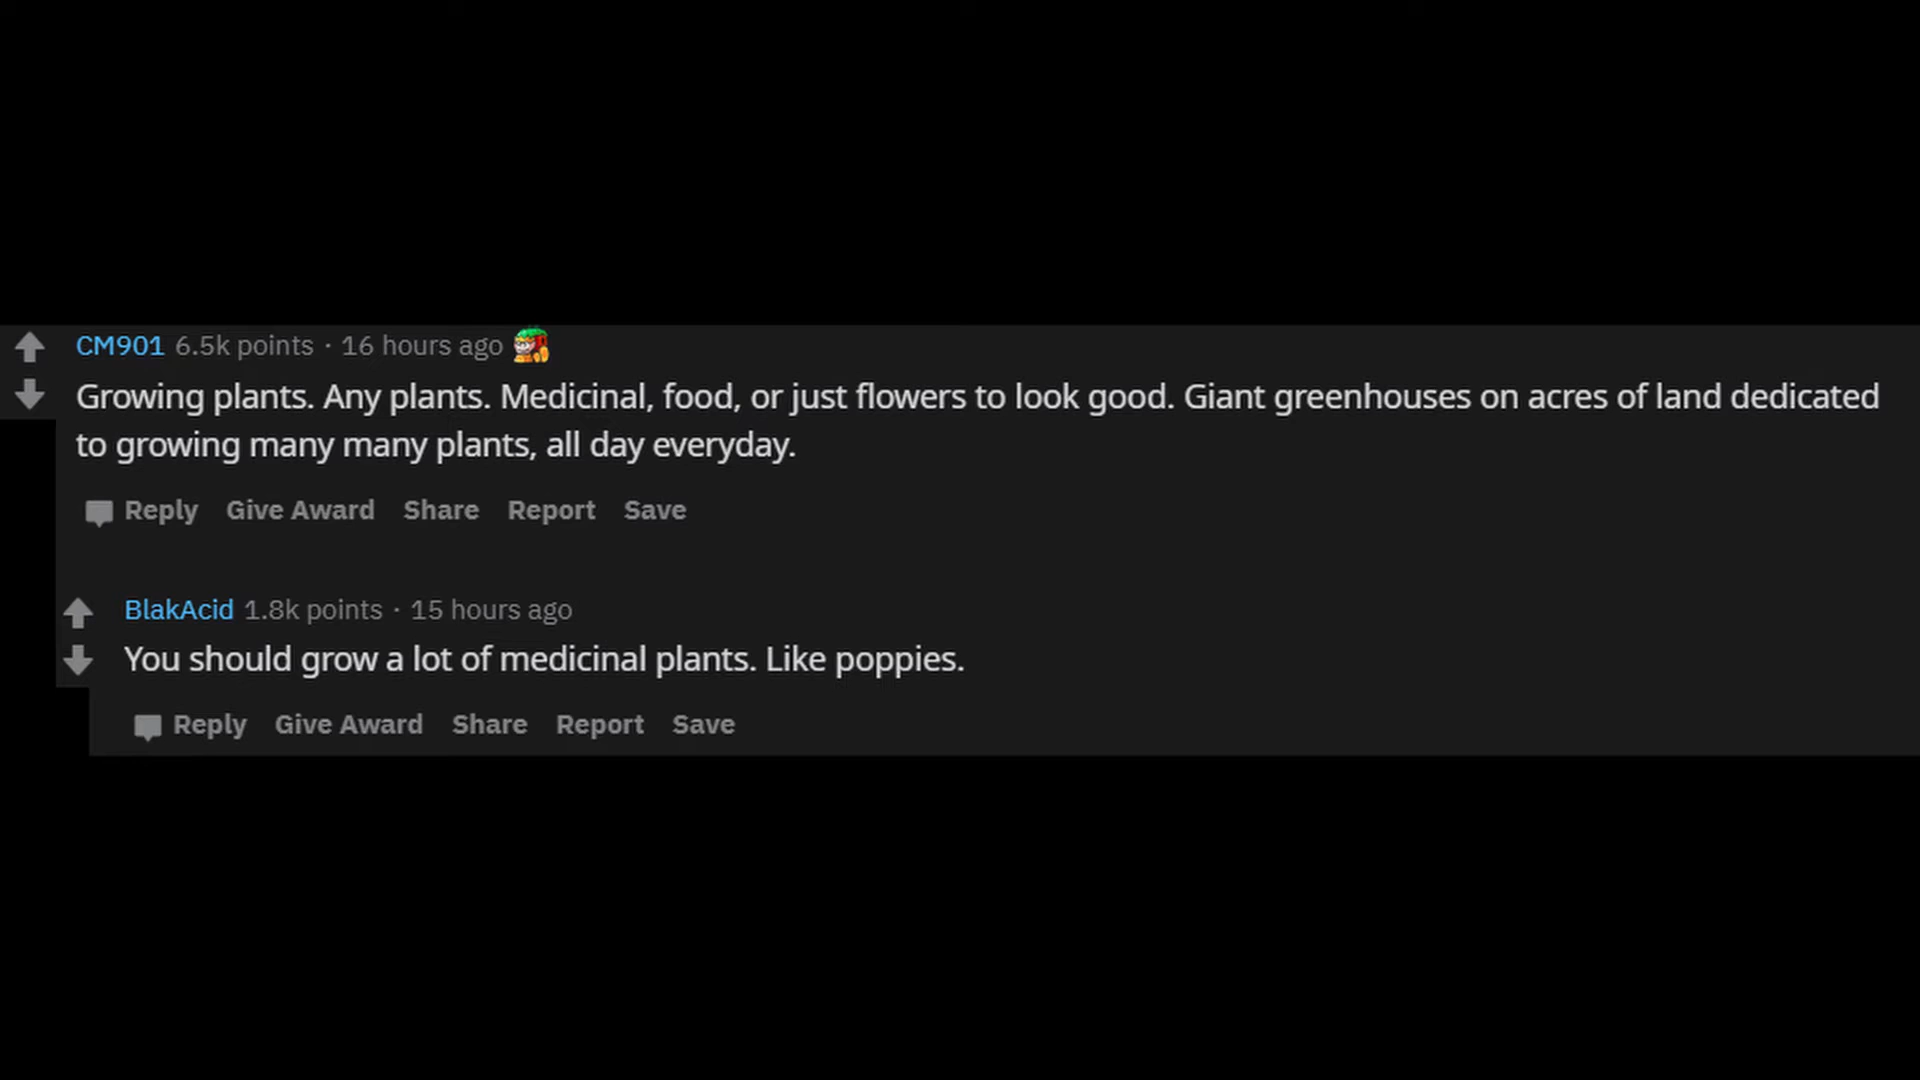 CM901 6.5k points · 16 hours ago
Growing plants. Any plants. Medicinal, food, or just flowers to look good. Giant greenhouses on acres of land dedicated
to growing many many plants, all day everyday.
Reply Give Award Share Report Save
BlakAcid 1.8k points · 15 hours ago
You should grow a lot of medicinal plants. Like poppies.
Reply Give Award Share Report Save